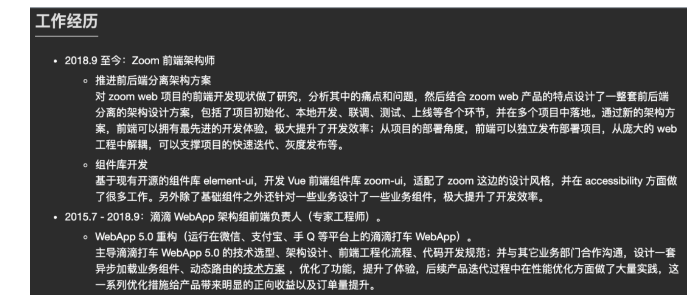 工作经历
• 2018.9 至今：Zoom 前端架构师
○ 推进前后端分离架构方案
对 zoom web 项目的前端开发现状做了研究，分析其中的痛点和问题，然后结合 zoom web 产品的特点设计了一整套前后端
分离的架构设计方案，包括了项目初始化、本地开发、联调、测试、上线等各个环节，并在多个项目中落地。通过新的架构方
案，前端可以拥有最先进的开发体验，极大提升了开发效率；从项目的部署角度，前端可以独立发布部署项目，从庞大的 web
工程中解耦，可以支撑项目的快速迭代、灰度发布等。
○ 组件库开发
基于现有开源的组件库 element-ui，开发 Vue 前端组件库 zoom-ui，适配了 zoom 这边的设计风格，并在 accessibility 方面做
了很多工作。另外除了基础组件之外还针对一些业务设计了一些业务组件，极大提升了开发效率。
• 2015.7 - 2018.9：滴滴 WebApp 架构组前端负责人（专家工程师）。
○ WebApp 5.0 重构（运行在微信、支付宝、手 Q 等平台上的滴滴打车 WebApp）。
主导滴滴打车 WebApp 5.0 的技术选型、架构设计、前端工程化流程、代码开发规范；并与其它业务部门合作沟通，设计一套
异步加载业务组件、动态路由的技术方案 ，优化了功能，提升了体验，后续产品迭代过程中在性能优化方面做了大量实践，这
一系列优化措施给产品带来明显的正向收益以及订单量提升。